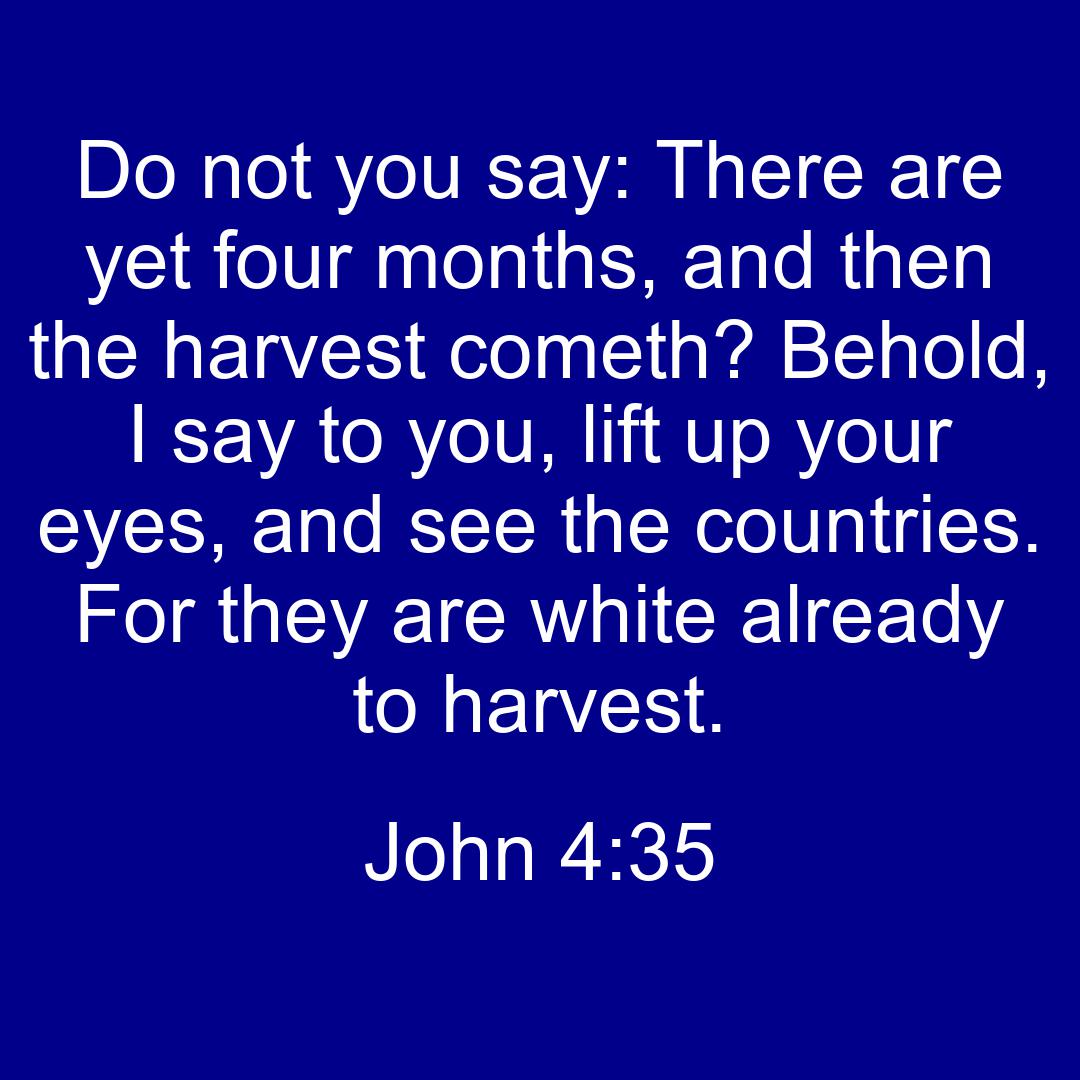 Do not you say: There are
yet four months, and then
the harvest cometh? Behold,
I say to you, lift up your
eyes, and see the countries.
For they are white already
to harvest.
John 4:35